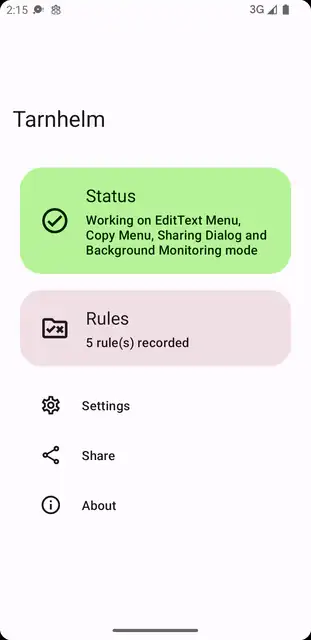 2:15
3G
Tarnhelm
Status
Working on EditText Menu,
Copy Menu, Sharing Dialog and
Background Monitoring mode
Rules
5 rule(s) recorded
Settings
Share
About